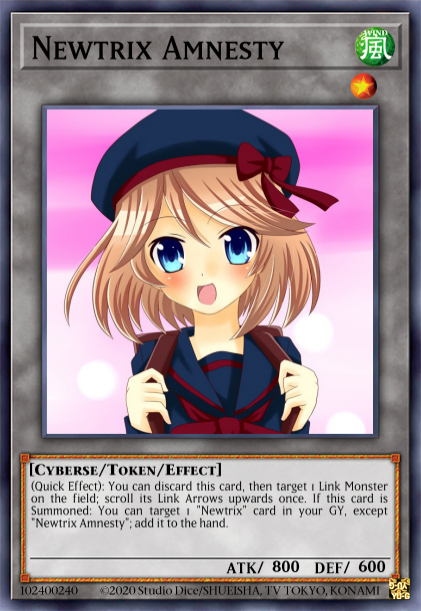 Newtrix Amnesty
WIND
風
[Cyberse/Token/Effect]
(Quick Effect): You can discard this card, then target 1 Link Monster
on the field; scroll its Link Arrows upwards once. If this card is
Summoned: You can target 1 "Newtrix" card in your GY, except
"Newtrix Amnesty"; add it to the hand.
ATK/ 800 DEF/ 600
102400240 ©2020 Studio Dice/SHUEISHA, TV TOKYO, KONAMI